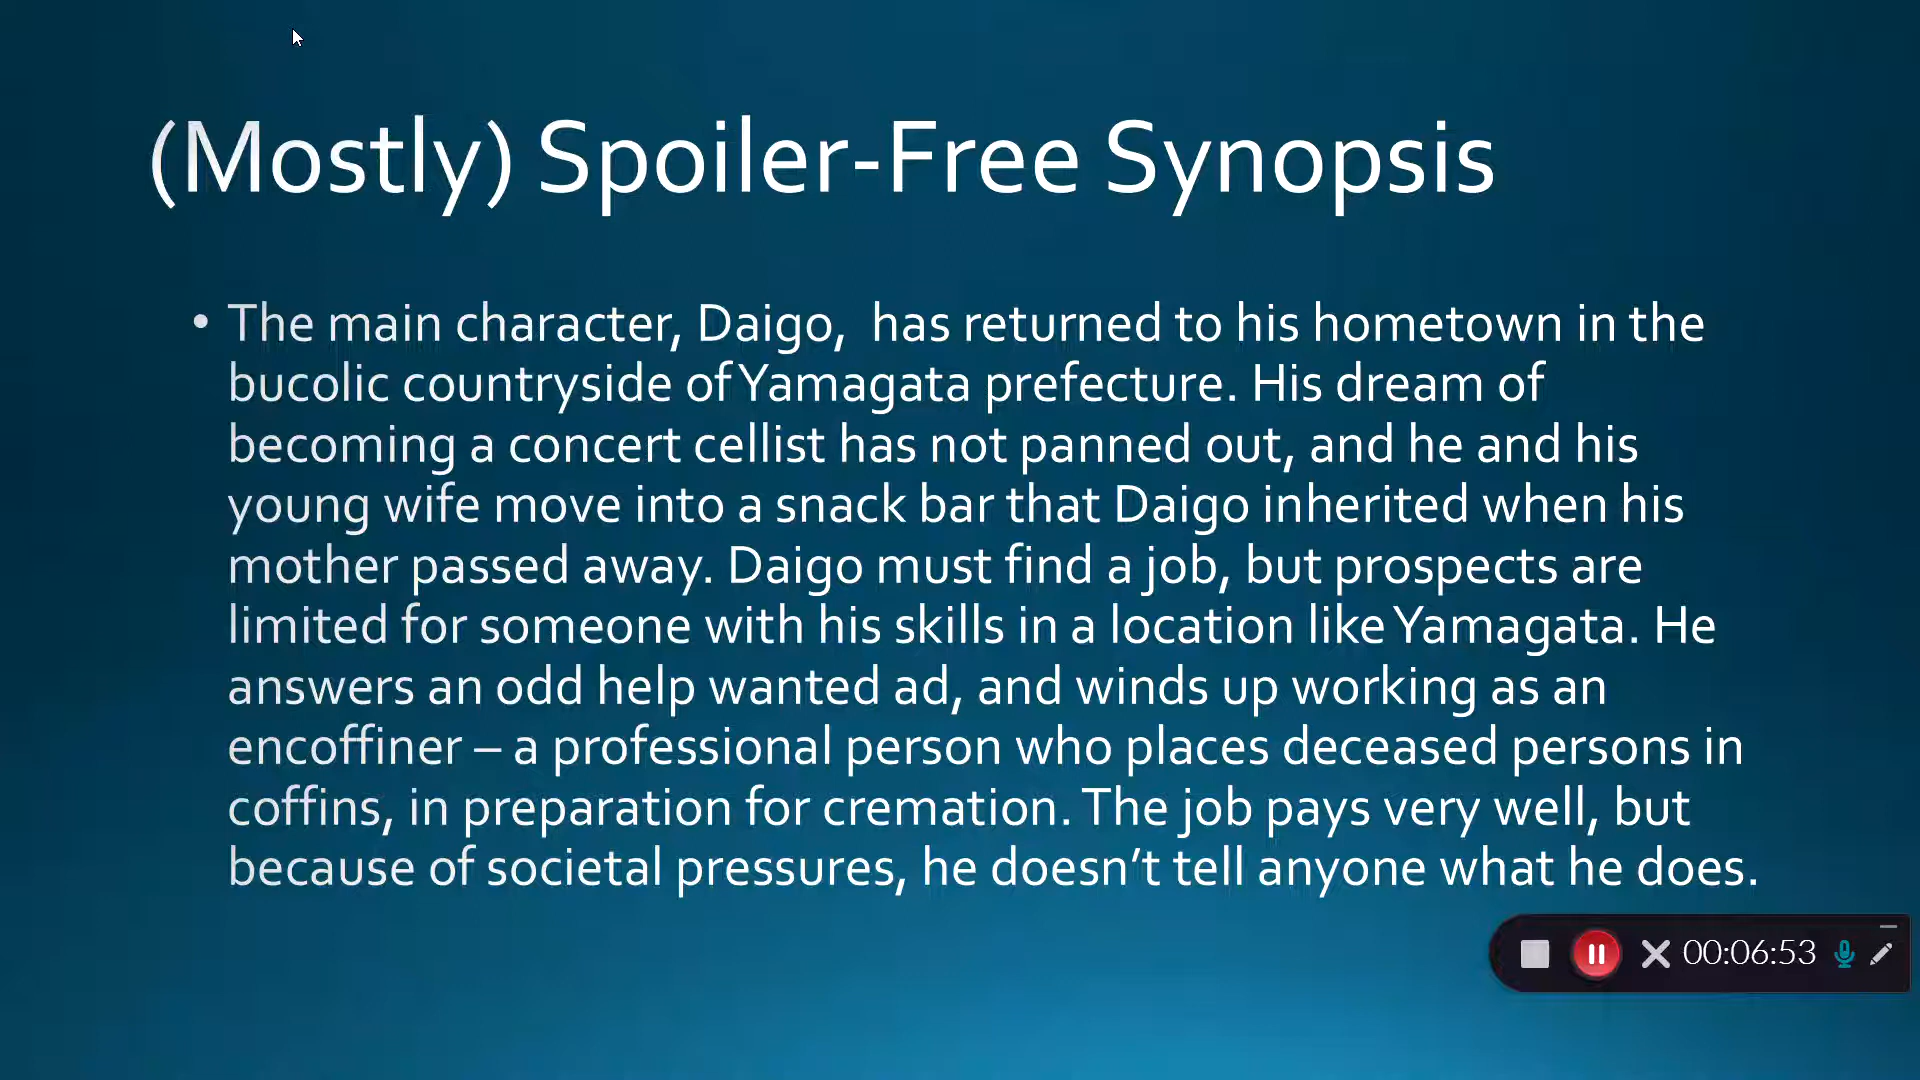 (Mostly) Spoiler-Free Synopsis
• The main character, Daigo,  has returned to his hometown in the
bucolic countryside of Yamagata prefecture. His dream of
becoming a concert cellist has not panned out, and he and his
young wife move into a snack bar that Daigo inherited when his
mother passed away. Daigo must find a job, but prospects are
limited for someone with his skills in a location like Yamagata. He
answers an odd help wanted ad, and winds up working as an
encoffiner – a professional person who places deceased persons in
coffins, in preparation for cremation. The job pays very well, but
because of societal pressures, he doesn’t tell anyone what he does.
00:06:53